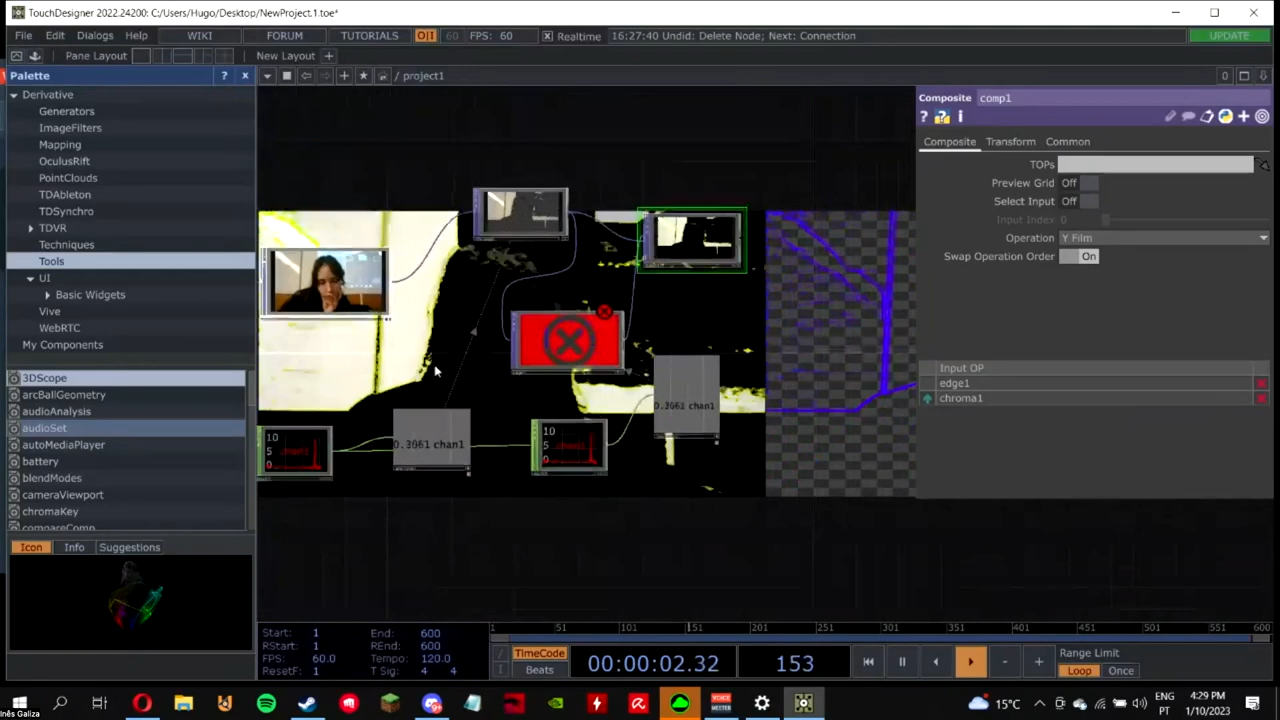 TouchDesigner 2022.24200: C:/Users/Hugo/Desktop/NewProject.1.toe*
File Edit Dialogs Help WIKI FORUM TUTORIALS O|I 60 FPS: 60 Realtime 16:27:40 Undid: Delete Node; Next: Connection UPDATE
Pane Layout New Layout +
Palette ? x
/ project1 0
Derivative
Generators
ImageFilters
Mapping
OculusRift
PointClouds
TDAbleton
TDSynchro
TDVR
Techniques
Tools
UI
Basic Widgets
Vive
WebRTC
My Components
3DScope
arcBallGeometry
audioAnalysis
audioSet
autoMediaPlayer
battery
blendModes
cameraViewport
chromaKey
compareComp
Icon Info Suggestions
0.3061 chan1
10
5
0
chan1
0.3061 chan1
10
5
0
chan1
Composite comp1
Composite Transform Common
TOPs
Preview Grid Off
Select Input Off
Input Index 0
Operation Y Film
Swap Operation Order On
Input OP
edge1
chroma1
Start: 1 End: 600
RStart: 1 REnd: 600
FPS: 60.0 Tempo: 120.0
ResetF: 1 T Sig: 4 4
1 51 101 151 201 251 301 351 401 451 501 551 600
TimeCode
Beats
00:00:02.32 153
Range Limit
Loop Once
15°C
ENG
PT
4:29 PM
1/10/2023
Inês Galiza